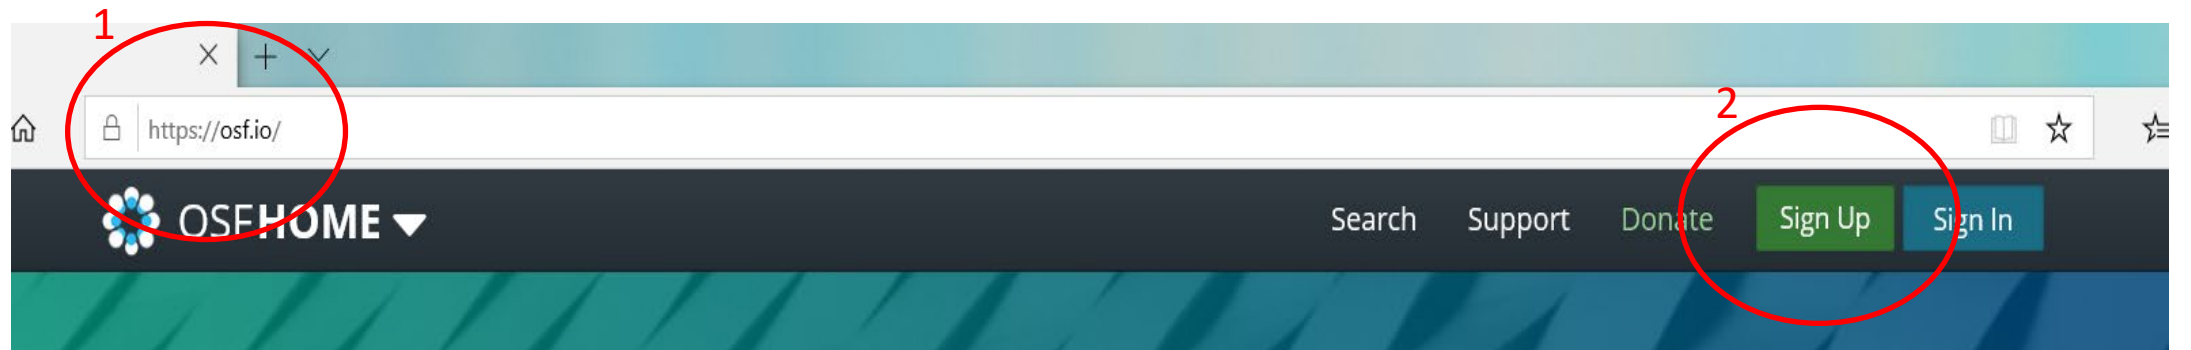 1
2
https://osf.io/
OSFHOME Search Support Donate Sign Up Sign In